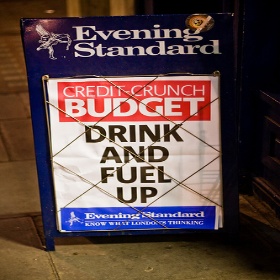 Evening
Standard
CREDIT-CRUNCH
BUDGET
DRINK
AND
FUEL
UP
Evening Standard
KNOW WHAT LONDON'S THINKING